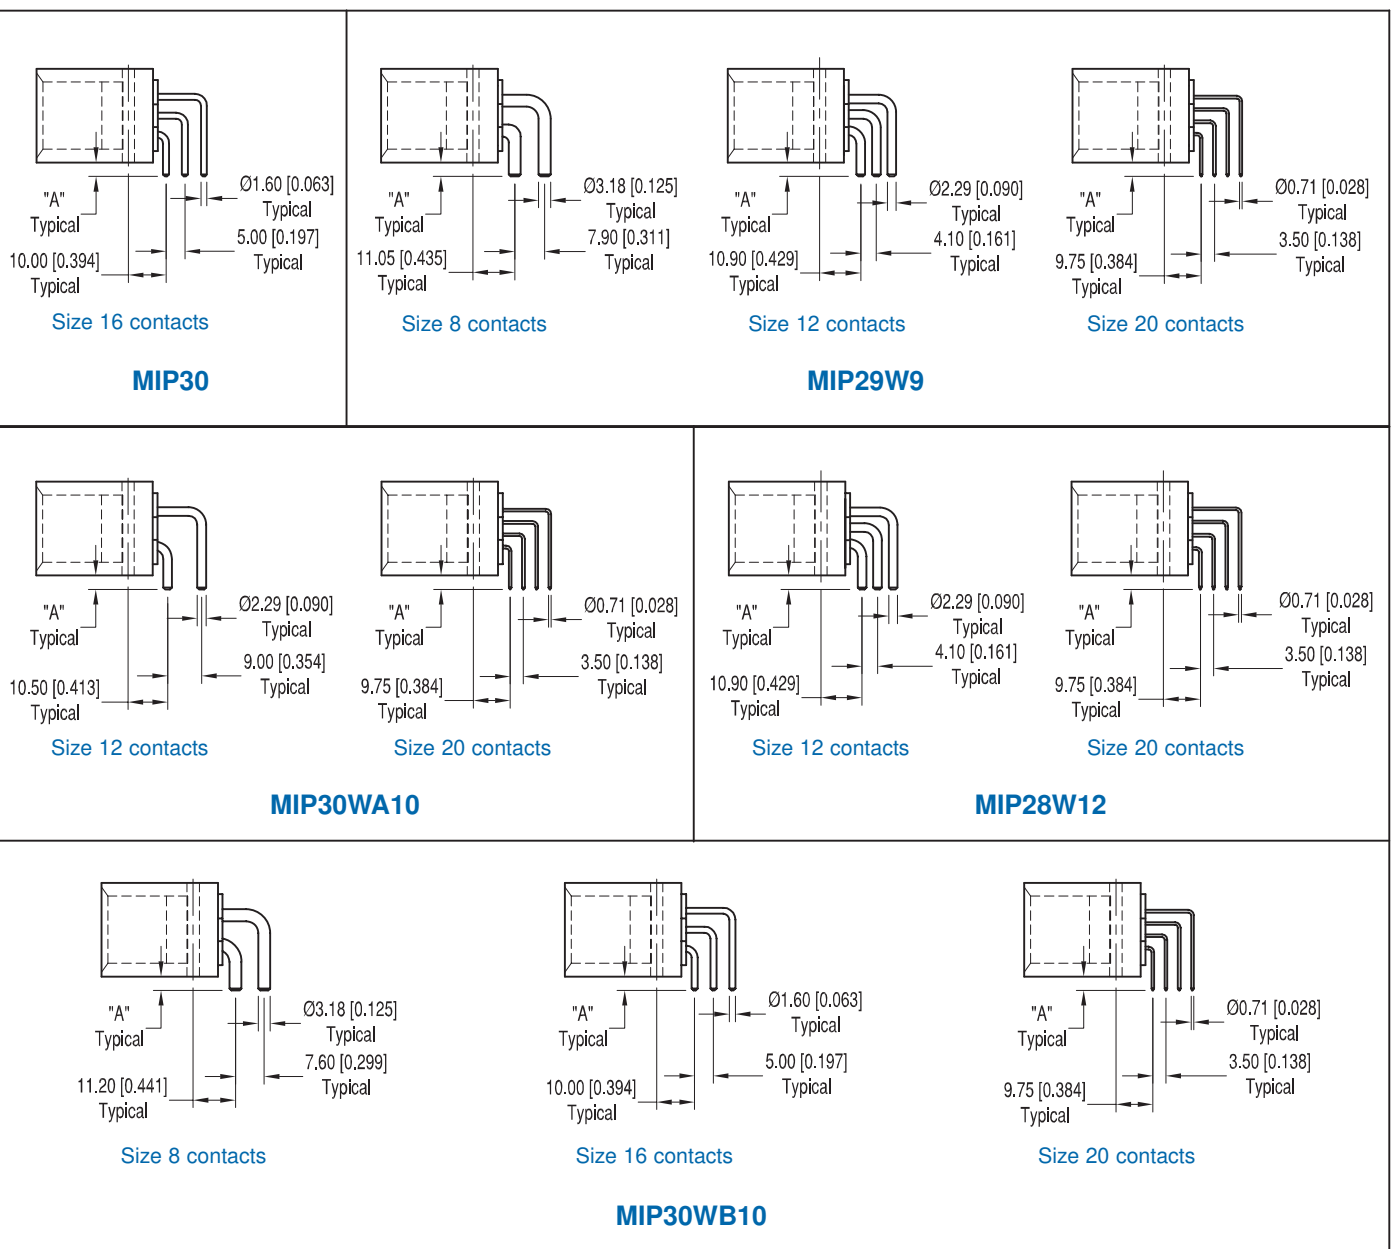 "A"
Typical
Ø1.60 [0.063]
Typical
5.00 [0.197]
Typical
10.00 [0.394]
Typical
Size 16 contacts
MIP30
"A"
Typical
Ø3.18 [0.125]
Typical
7.90 [0.311]
Typical
11.05 [0.435]
Typical
Size 8 contacts
"A"
Typical
Ø2.29 [0.090]
Typical
4.10 [0.161]
Typical
10.90 [0.429]
Typical
Size 12 contacts
"A"
Typical
Ø0.71 [0.028]
Typical
3.50 [0.138]
Typical
9.75 [0.384]
Typical
Size 20 contacts
MIP29W9
"A"
Typical
Ø2.29 [0.090]
Typical
9.00 [0.354]
Typical
10.50 [0.413]
Typical
Size 12 contacts
"A"
Typical
Ø0.71 [0.028]
Typical
3.50 [0.138]
Typical
9.75 [0.384]
Typical
Size 20 contacts
MIP30WA10
"A"
Typical
Ø2.29 [0.090]
Typical
4.10 [0.161]
Typical
10.90 [0.429]
Typical
Size 12 contacts
"A"
Typical
Ø0.71 [0.028]
Typical
3.50 [0.138]
Typical
9.75 [0.384]
Typical
Size 20 contacts
MIP28W12
"A"
Typical
Ø3.18 [0.125]
Typical
7.60 [0.299]
Typical
11.20 [0.441]
Typical
Size 8 contacts
"A"
Typical
Ø1.60 [0.063]
Typical
5.00 [0.197]
Typical
10.00 [0.394]
Typical
Size 16 contacts
"A"
Typical
Ø0.71 [0.028]
Typical
3.50 [0.138]
Typical
9.75 [0.384]
Typical
Size 20 contacts
MIP30WB10